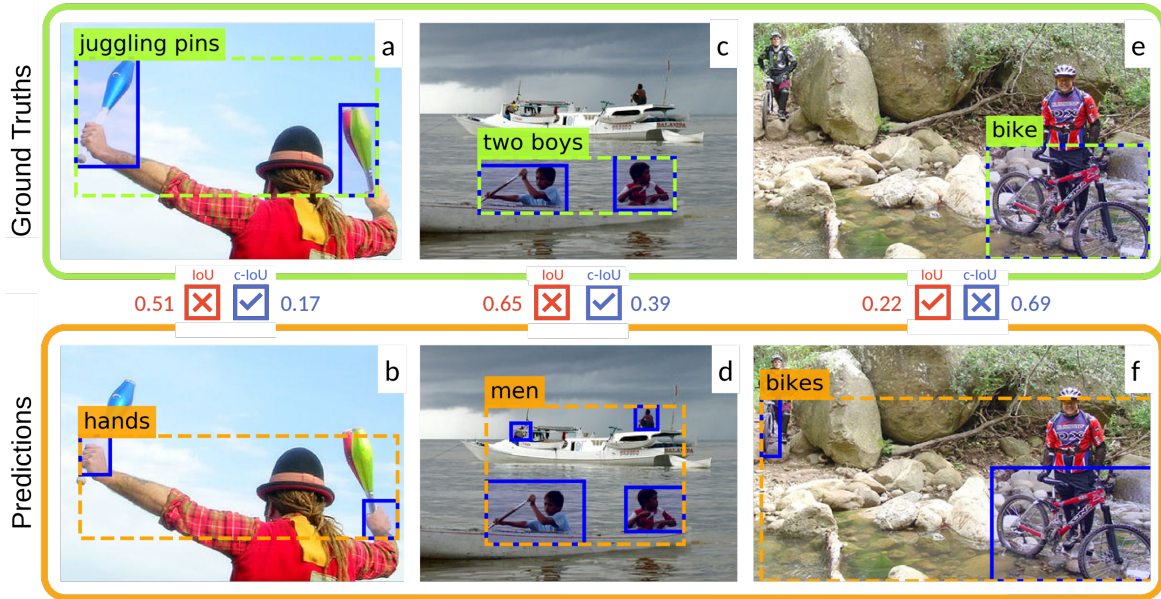 Ground Truths
juggling pins
a
two boys
c
bike
e
IoU c-IoU
0.51 0.17
IoU c-IoU
0.65 0.39
IoU c-IoU
0.22 0.69
Predictions
hands
b
men
d
bikes
f